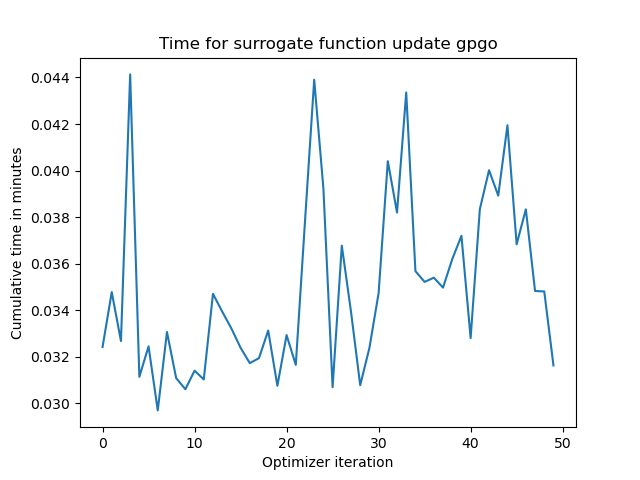 Time for surrogate function update gpgo
Cumulative time in minutes
0.044
0.042
0.040
0.038
0.036
0.034
0.032
0.030
0 10 20 30 40 50
Optimizer iteration